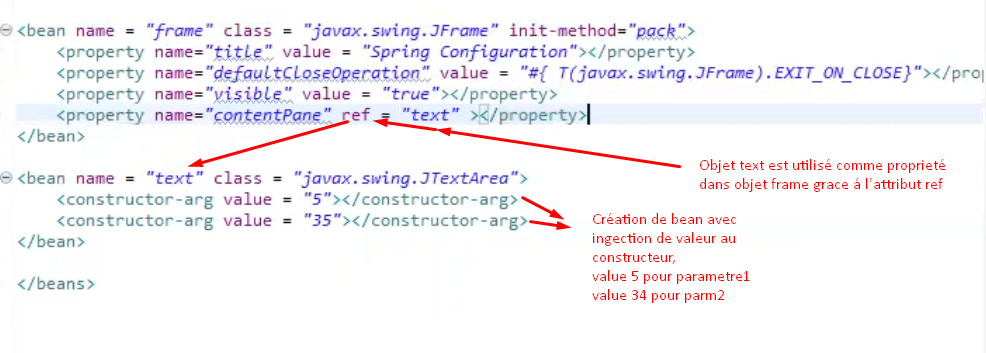 <bean name = "frame" class = "javax.swing.JFrame" init-method="pack">
<property name="title" value = "Spring Configuration"></property>
<property name="defaultCloseOperation" value = "#{ T(javax.swing.JFrame).EXIT_ON_CLOSE}"></prop
<property name="visible" value = "true"></property>
<property name="contentPane" ref = "text" ></property>
</bean>
Objet text est utilisé comme proprieté
dans objet frame grace á l'attribut ref
<bean name = "text" class = "javax.swing.JTextArea">
<constructor-arg value = "5"></constructor-arg>
<constructor-arg value = "35"></constructor-arg>
</bean>
Création de bean avec
ingection de valeur au
constructeur,
value 5 pour parametre1
value 34 pour parm2
</beans>